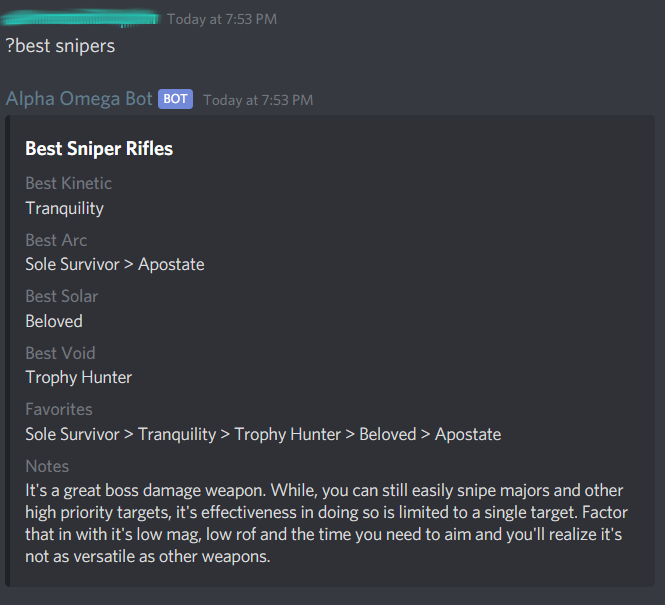 Today at 7:53 PM
?best snipers
Alpha Omega Bot BOT Today at 7:53 PM
Best Sniper Rifles
Best Kinetic
Tranquility
Best Arc
Sole Survivor > Apostate
Best Solar
Beloved
Best Void
Trophy Hunter
Favorites
Sole Survivor > Tranquility > Trophy Hunter > Beloved > Apostate
Notes
It's a great boss damage weapon. While, you can still easily snipe majors and other
high priority targets, it's effectiveness in doing so is limited to a single target. Factor
that in with it's low mag, low rof and the time you need to aim and you'll realize it's
not as versatile as other weapons.